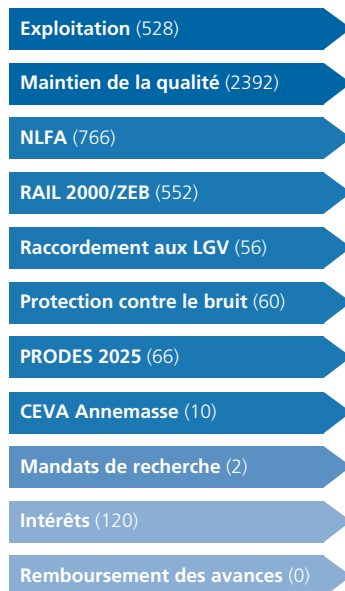 Exploitation (528)
Maintien de la qualité (2392)
NLFA (766)
RAIL 2000/ZEB (552)
Raccordement aux LGV (56)
Protection contre le bruit (60)
PRODES 2025 (66)
CEVA Annemasse (10)
Mandats de recherche (2)
Intérêts (120)
Remboursement des avances (0)